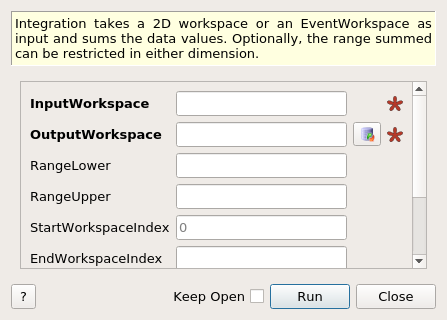 Integration takes a 2D workspace or an EventWorkspace as
input and sums the data values. Optionally, the range summed
can be restricted in either dimension.
InputWorkspace
OutputWorkspace
RangeLower
RangeUpper
StartWorkspaceIndex 0
EndWorkspaceIndex
? Keep Open Run Close